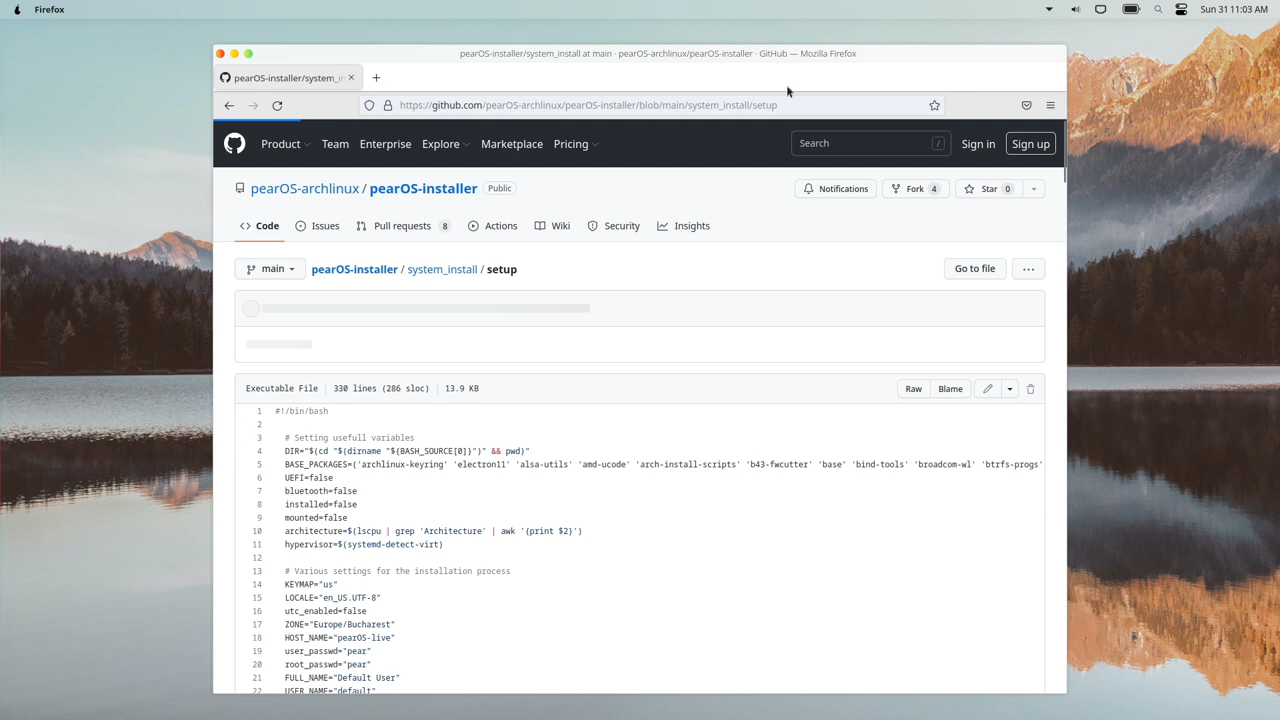 Firefox
Sun 31 11:03 AM
pearOS-installer/system_install at main · pearOS-archlinux/pearOS-installer · GitHub — Mozilla Firefox
pearOS-installer/system_in
https://github.com/pearOS-archlinux/pearOS-installer/blob/main/system_install/setup
Product Team Enterprise Explore Marketplace Pricing Search / Sign in Sign up
pearOS-archlinux / pearOS-installer Public Notifications Fork 4 Star 0
Code Issues Pull requests 8 Actions Wiki Security Insights
main pearOS-installer / system_install / setup Go to file ...
Executable File 330 lines (286 sloc) 13.9 KB Raw Blame
1 #!/bin/bash
2
3 # Setting usefull variables
4 DIR="$(cd "$(dirname "${BASH_SOURCE[0]}")" && pwd)"
5 BASE_PACKAGES=('archlinux-keyring' 'electron11' 'alsa-utils' 'amd-ucode' 'arch-install-scripts' 'b43-fwcutter' 'base' 'bind-tools' 'broadcom-wl' 'btrfs-progs'
6 UEFI=false
7 bluetooth=false
8 installed=false
9 mounted=false
10 architecture=$(lscpu | grep 'Architecture' | awk '{print $2}')
11 hypervisor=$(systemd-detect-virt)
12
13 # Various settings for the installation process
14 KEYMAP="us"
15 LOCALE="en_US.UTF-8"
16 utc_enabled=false
17 ZONE="Europe/Bucharest"
18 HOST_NAME="pearOS-live"
19 user_passwd="pear"
20 root_passwd="pear"
21 FULL_NAME="Default User"
22 USER_NAME="default"